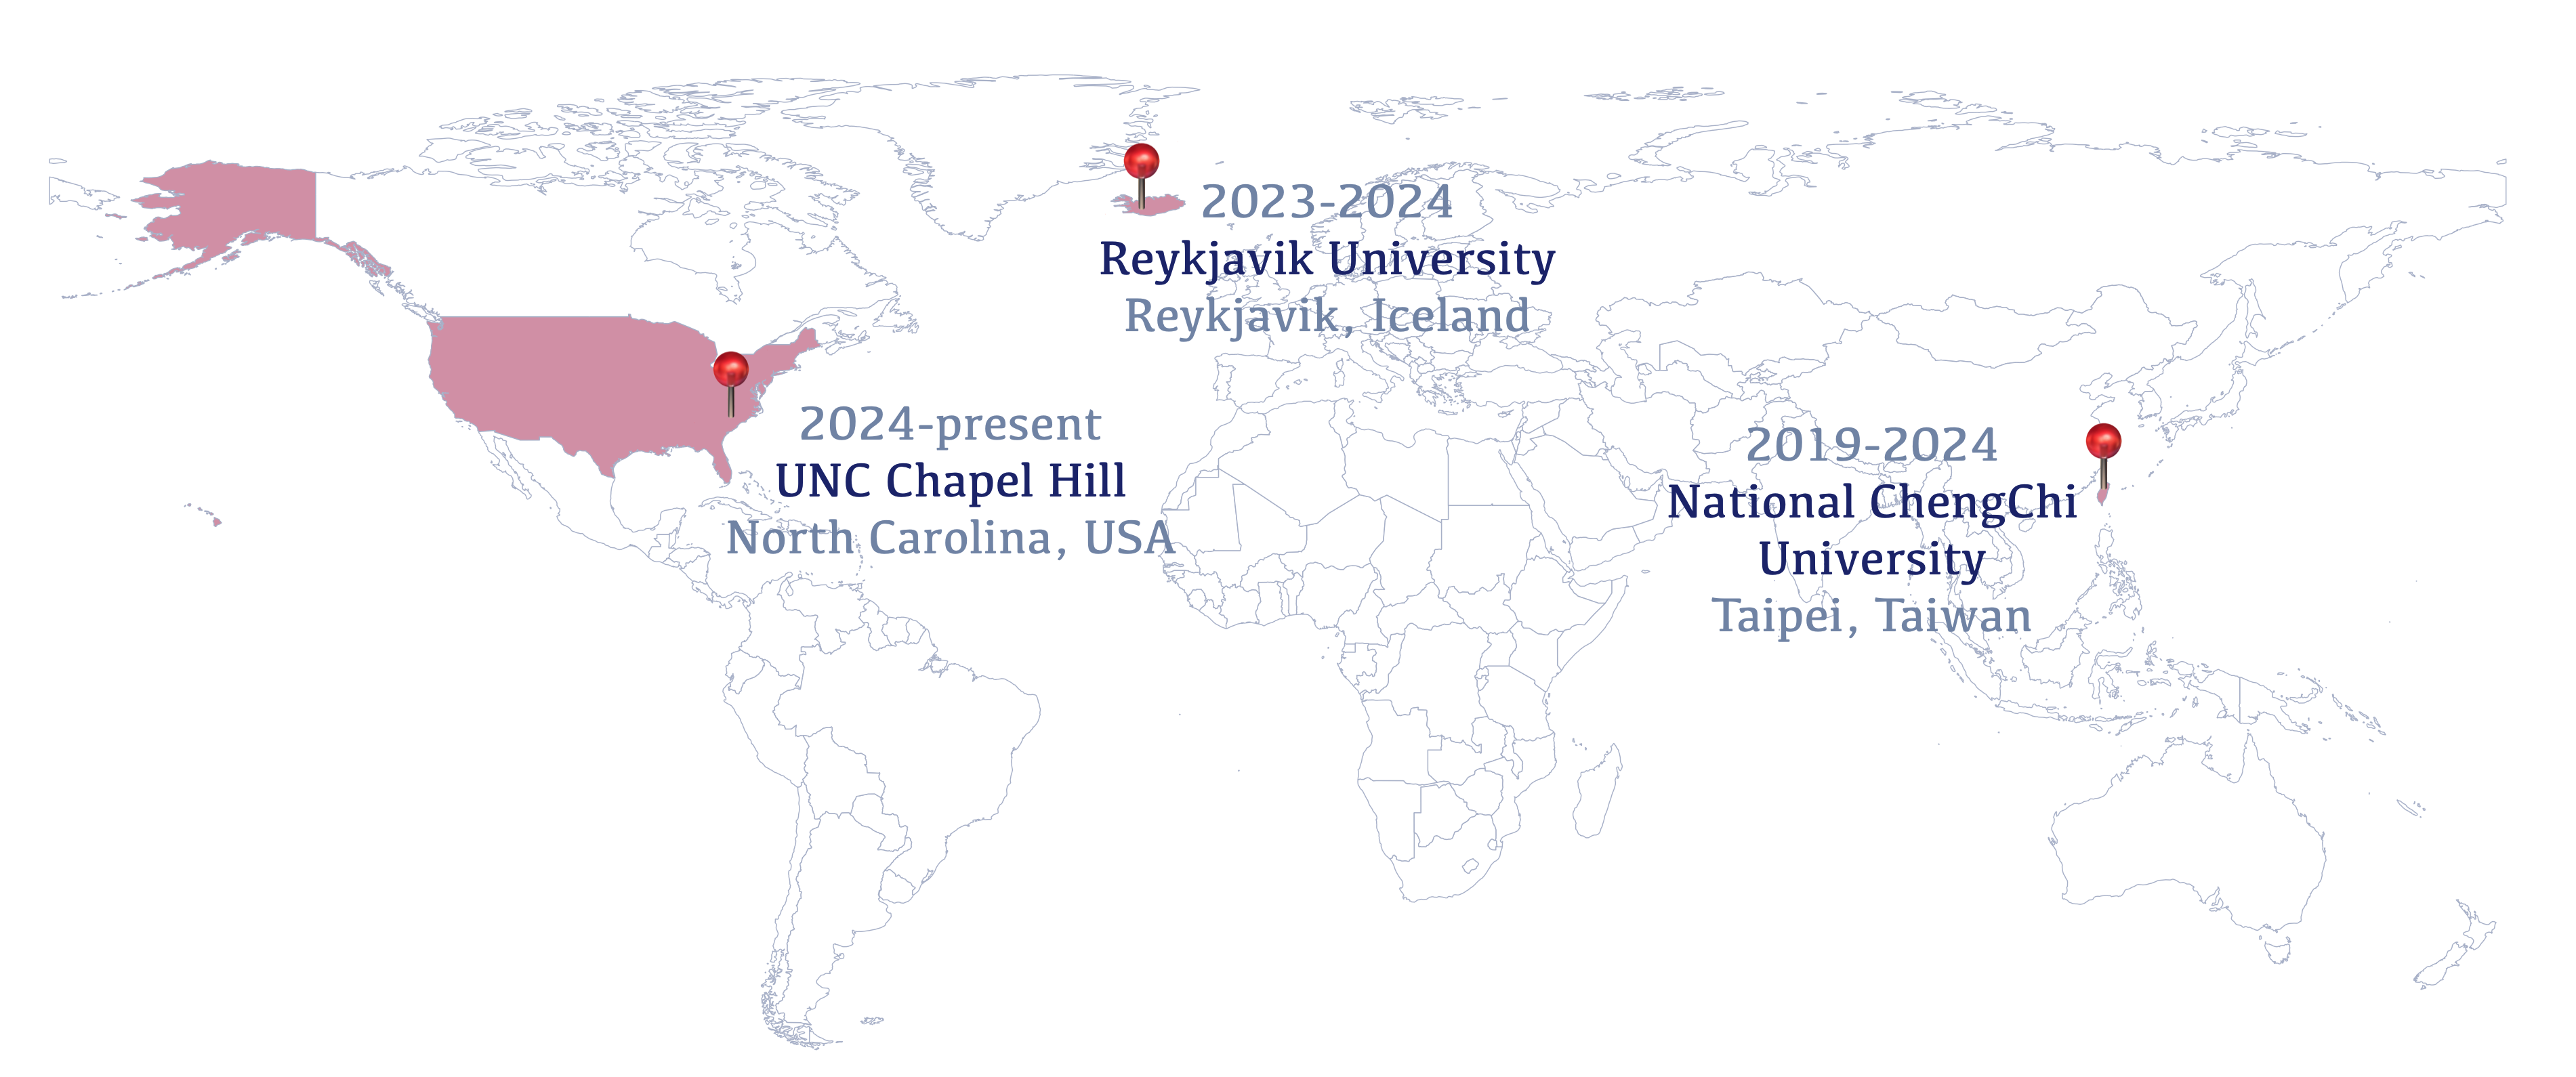 2023-2024
Reykjavik University
Reykjavik, Iceland
2024-present
UNC Chapel Hill
North Carolina, USA
2019-2024
National ChengChi
University
Taipei, Taiwan